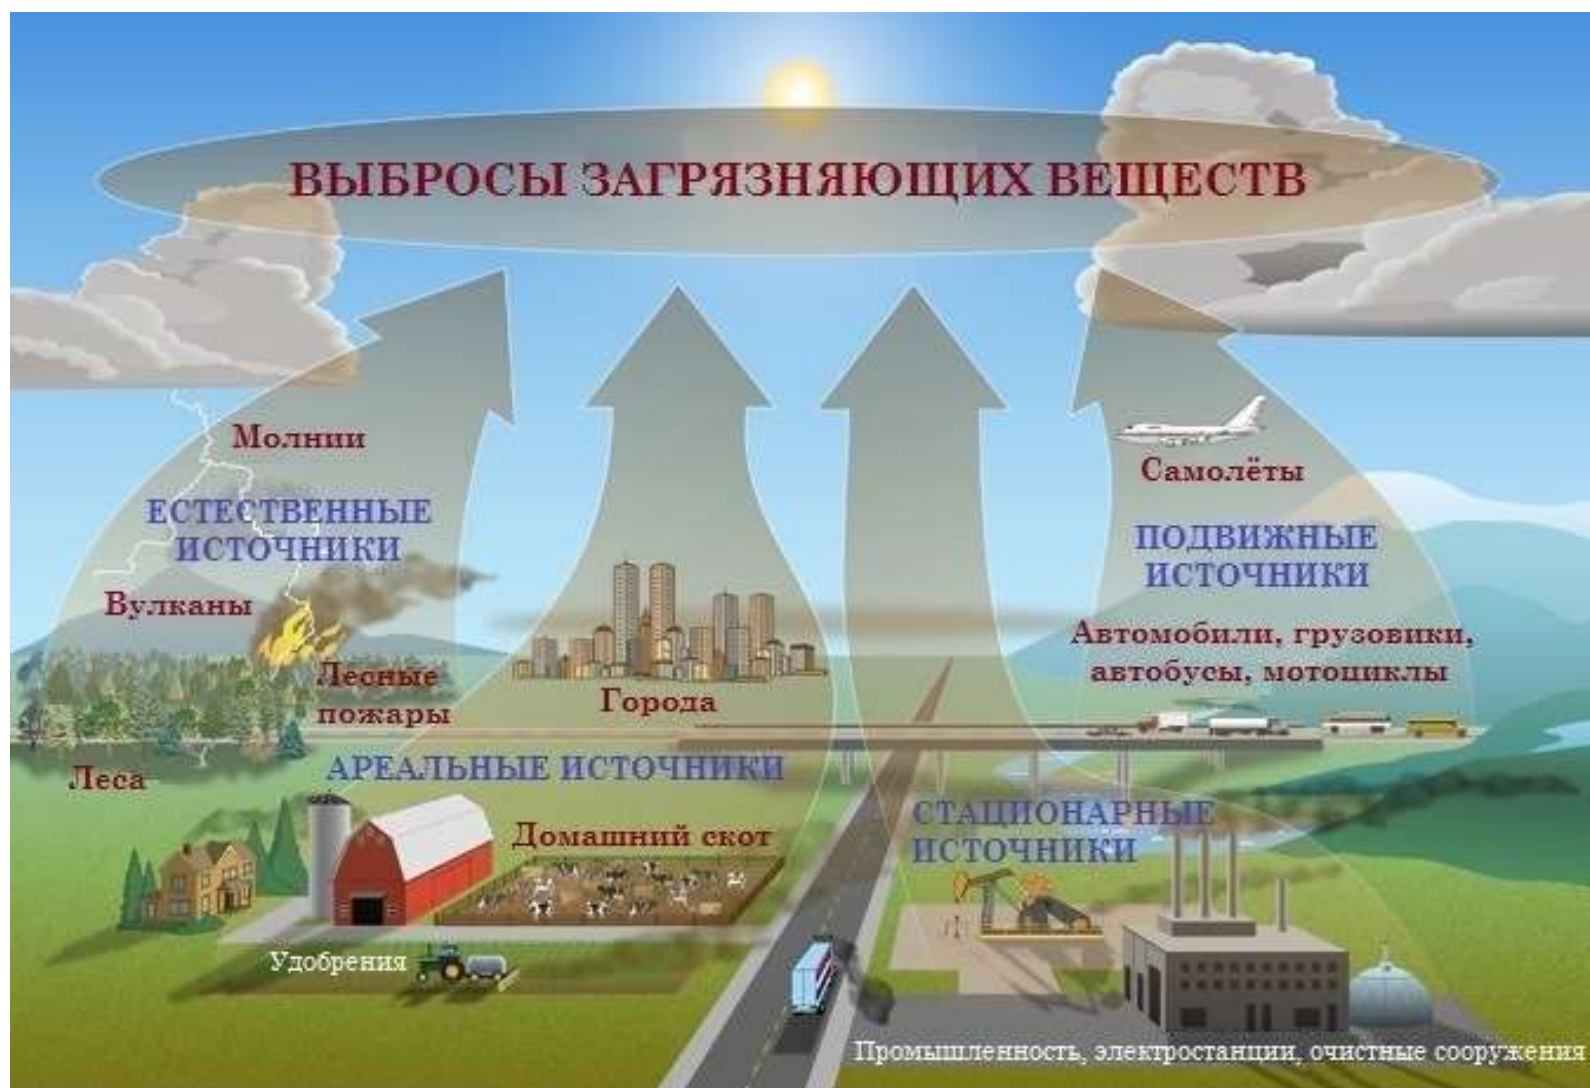 ВЫБРОСЫ ЗАГРЯЗНЯЮЩИХ ВЕЩЕСТВ
Молнии
ЕСТЕСТВЕННЫЕ
ИСТОЧНИКИ
Вулканы
Лесные
пожары
Леса
Города
АРЕАЛЬНЫЕ ИСТОЧНИКИ
Домашний скот
Удобрения
Самолёты
ПОДВИЖНЫЕ
ИСТОЧНИКИ
Автомобили, грузовики,
автобусы, мотоциклы
СТАЦИОНАРНЫЕ
ИСТОЧНИКИ
Промышленность, электростанции, очистные сооружения